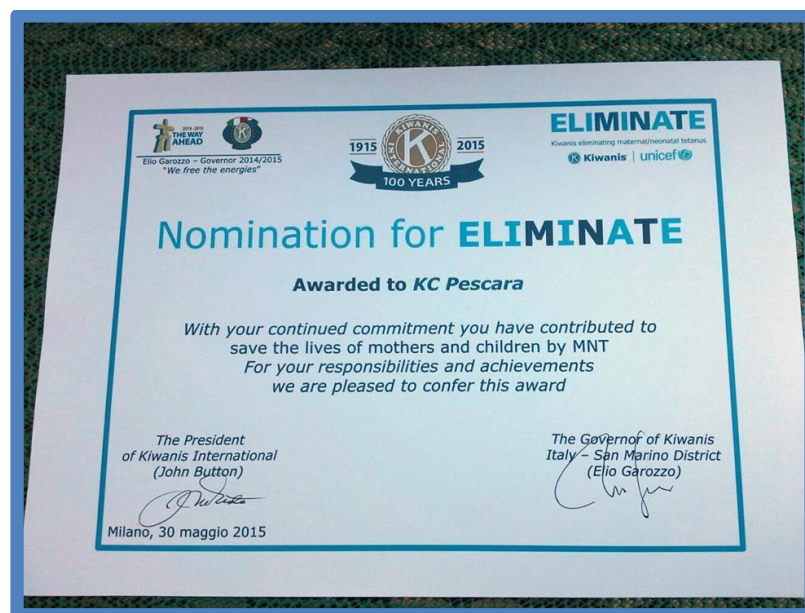 2014-2015
THE WAY
AHEAD
Elio Garozzo – Governor 2014/2015
"We free the energies"
1915
KIWANIS
K
INTERNATIONAL
2015
100 YEARS
ELIMINATE
Kiwanis eliminating maternal/neonatal tetanus
Kiwanis | unicef
Nomination for ELIMINATE
Awarded to KC Pescara
With your continued commitment you have contributed to
save the lives of mothers and children by MNT
For your responsibilities and achievements
we are pleased to confer this award
The President
of Kiwanis International
(John Button)
Milano, 30 maggio 2015
The Governor of Kiwanis
Italy – San Marino District
(Elio Garozzo)